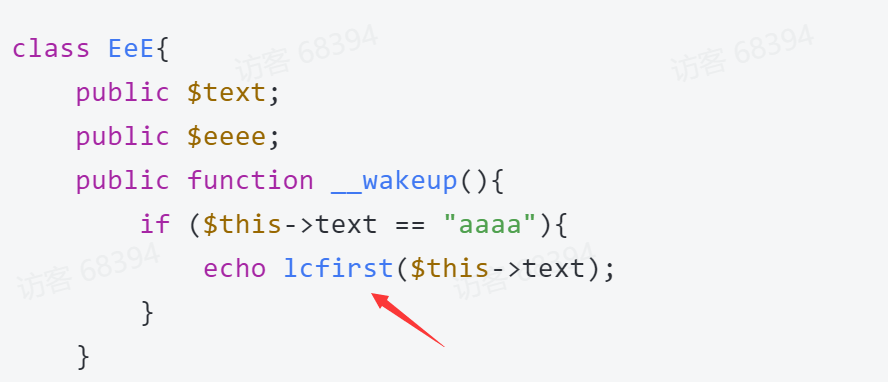 class EeE{
    public $text;
    public $eeee;
    public function __wakeup(){
        if ($this->text == "aaaa"){
            echo lcfirst($this->text);
        }
    }
访客 68394
访客 68394
访客 68394
访客 68394